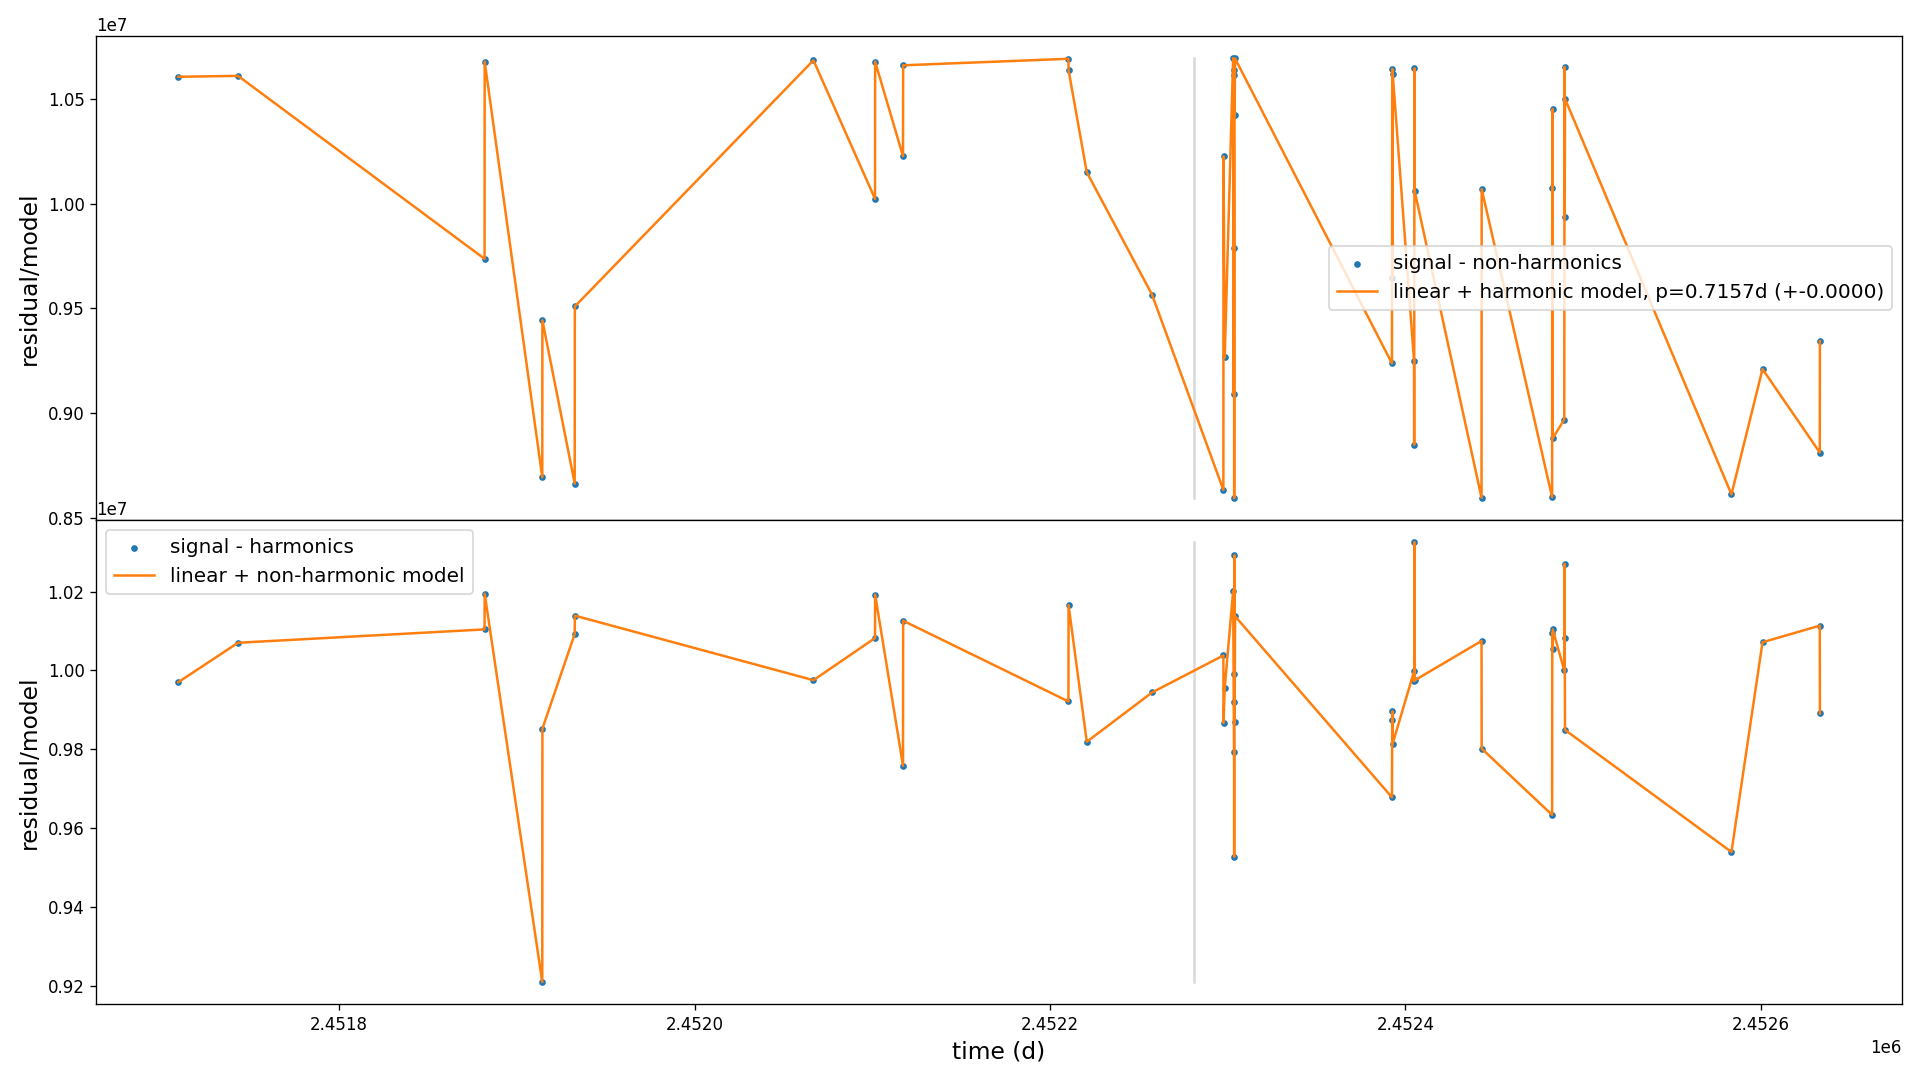 1e7
1.05
1.00
0.95
0.90
0.85
residual/model
signal - non-harmonics
linear + harmonic model, p=0.7157d (+-0.0000)
1e7
signal - harmonics
linear + non-harmonic model
1.02
1.00
0.98
0.96
0.94
0.92
residual/model
2.4518
2.4520
2.4522
2.4524
2.4526
time (d)
1e6